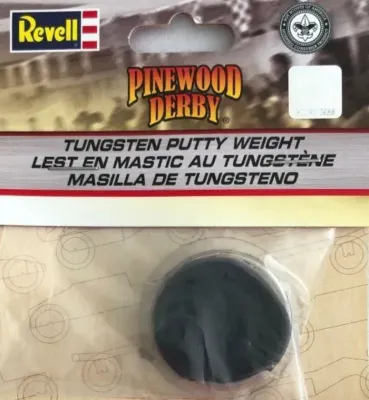 Revell
PINEWOOD
DERBY®
TUNGSTEN PUTTY WEIGHT
LEST EN MASTIC AU TUNGSTÈNE
MASILLA DE TUNGSTENO